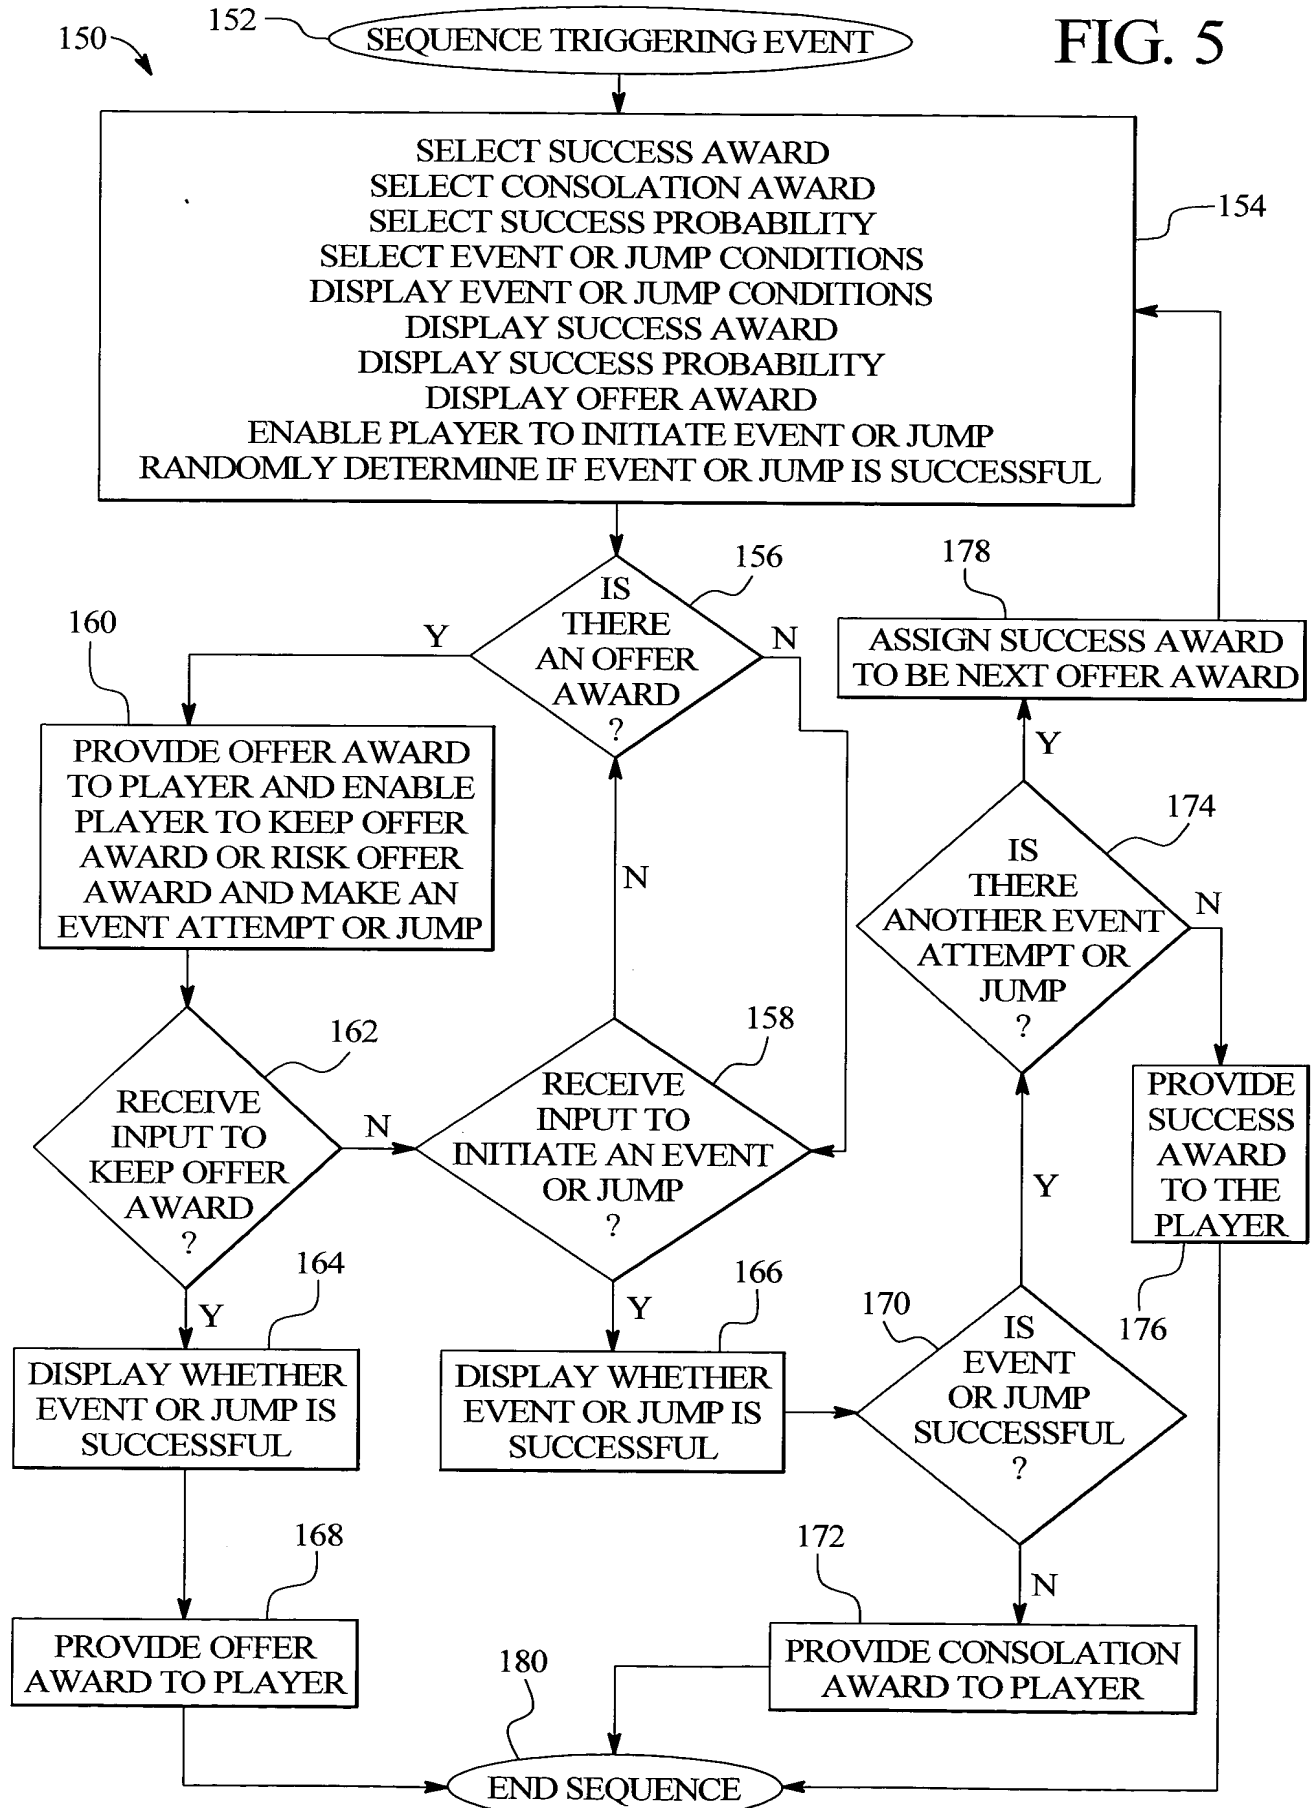 FIG. 5
150
152
SEQUENCE TRIGGERING EVENT
SELECT SUCCESS AWARD
SELECT CONSOLATION AWARD
SELECT SUCCESS PROBABILITY
SELECT EVENT OR JUMP CONDITIONS
DISPLAY EVENT OR JUMP CONDITIONS
DISPLAY SUCCESS AWARD
DISPLAY SUCCESS PROBABILITY
DISPLAY OFFER AWARD
ENABLE PLAYER TO INITIATE EVENT OR JUMP
RANDOMLY DETERMINE IF EVENT OR JUMP IS SUCCESSFUL
154
156
IS
THERE
AN OFFER
AWARD
?
Y
N
160
PROVIDE OFFER AWARD
TO PLAYER AND ENABLE
PLAYER TO KEEP OFFER
AWARD OR RISK OFFER
AWARD AND MAKE AN
EVENT ATTEMPT OR JUMP
162
RECEIVE
INPUT TO
KEEP OFFER
AWARD
?
N
Y
158
RECEIVE
INPUT TO
INITIATE AN EVENT
OR JUMP
?
N
Y
164
DISPLAY WHETHER
EVENT OR JUMP IS
SUCCESSFUL
166
DISPLAY WHETHER
EVENT OR JUMP IS
SUCCESSFUL
168
PROVIDE OFFER
AWARD TO PLAYER
170
IS
EVENT
OR JUMP
SUCCESSFUL
?
Y
N
172
PROVIDE CONSOLATION
AWARD TO PLAYER
174
IS
THERE
ANOTHER EVENT
ATTEMPT OR
JUMP
?
Y
N
178
ASSIGN SUCCESS AWARD
TO BE NEXT OFFER AWARD
PROVIDE
SUCCESS
AWARD
TO THE
PLAYER
176
180
END SEQUENCE